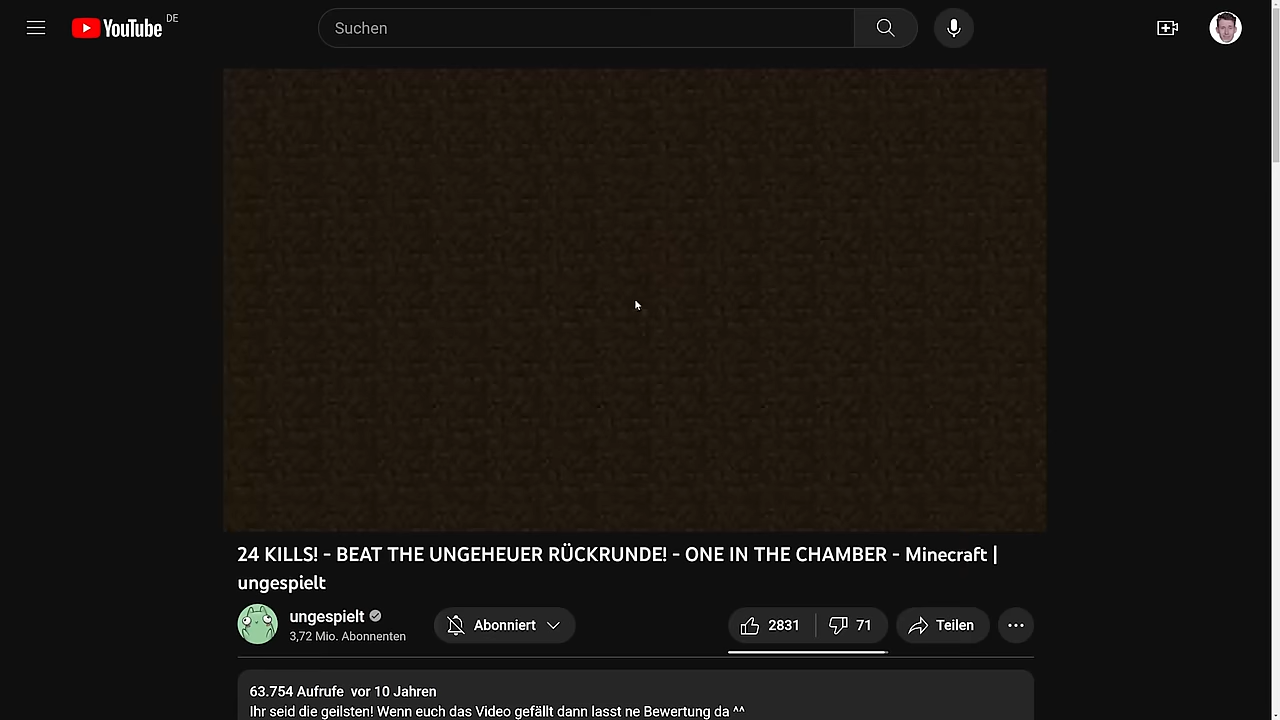 YouTube DE
Suchen
24 KILLS! - BEAT THE UNGEHEUER RÜCKRUNDE! - ONE IN THE CHAMBER - Minecraft |
ungespielt
ungespielt
3,72 Mio. Abonnenten
Abonniert
2831
71
Teilen
63.754 Aufrufe vor 10 Jahren
Ihr seid die geilsten! Wenn euch das Video gefällt dann lasst ne Bewertung da ^^